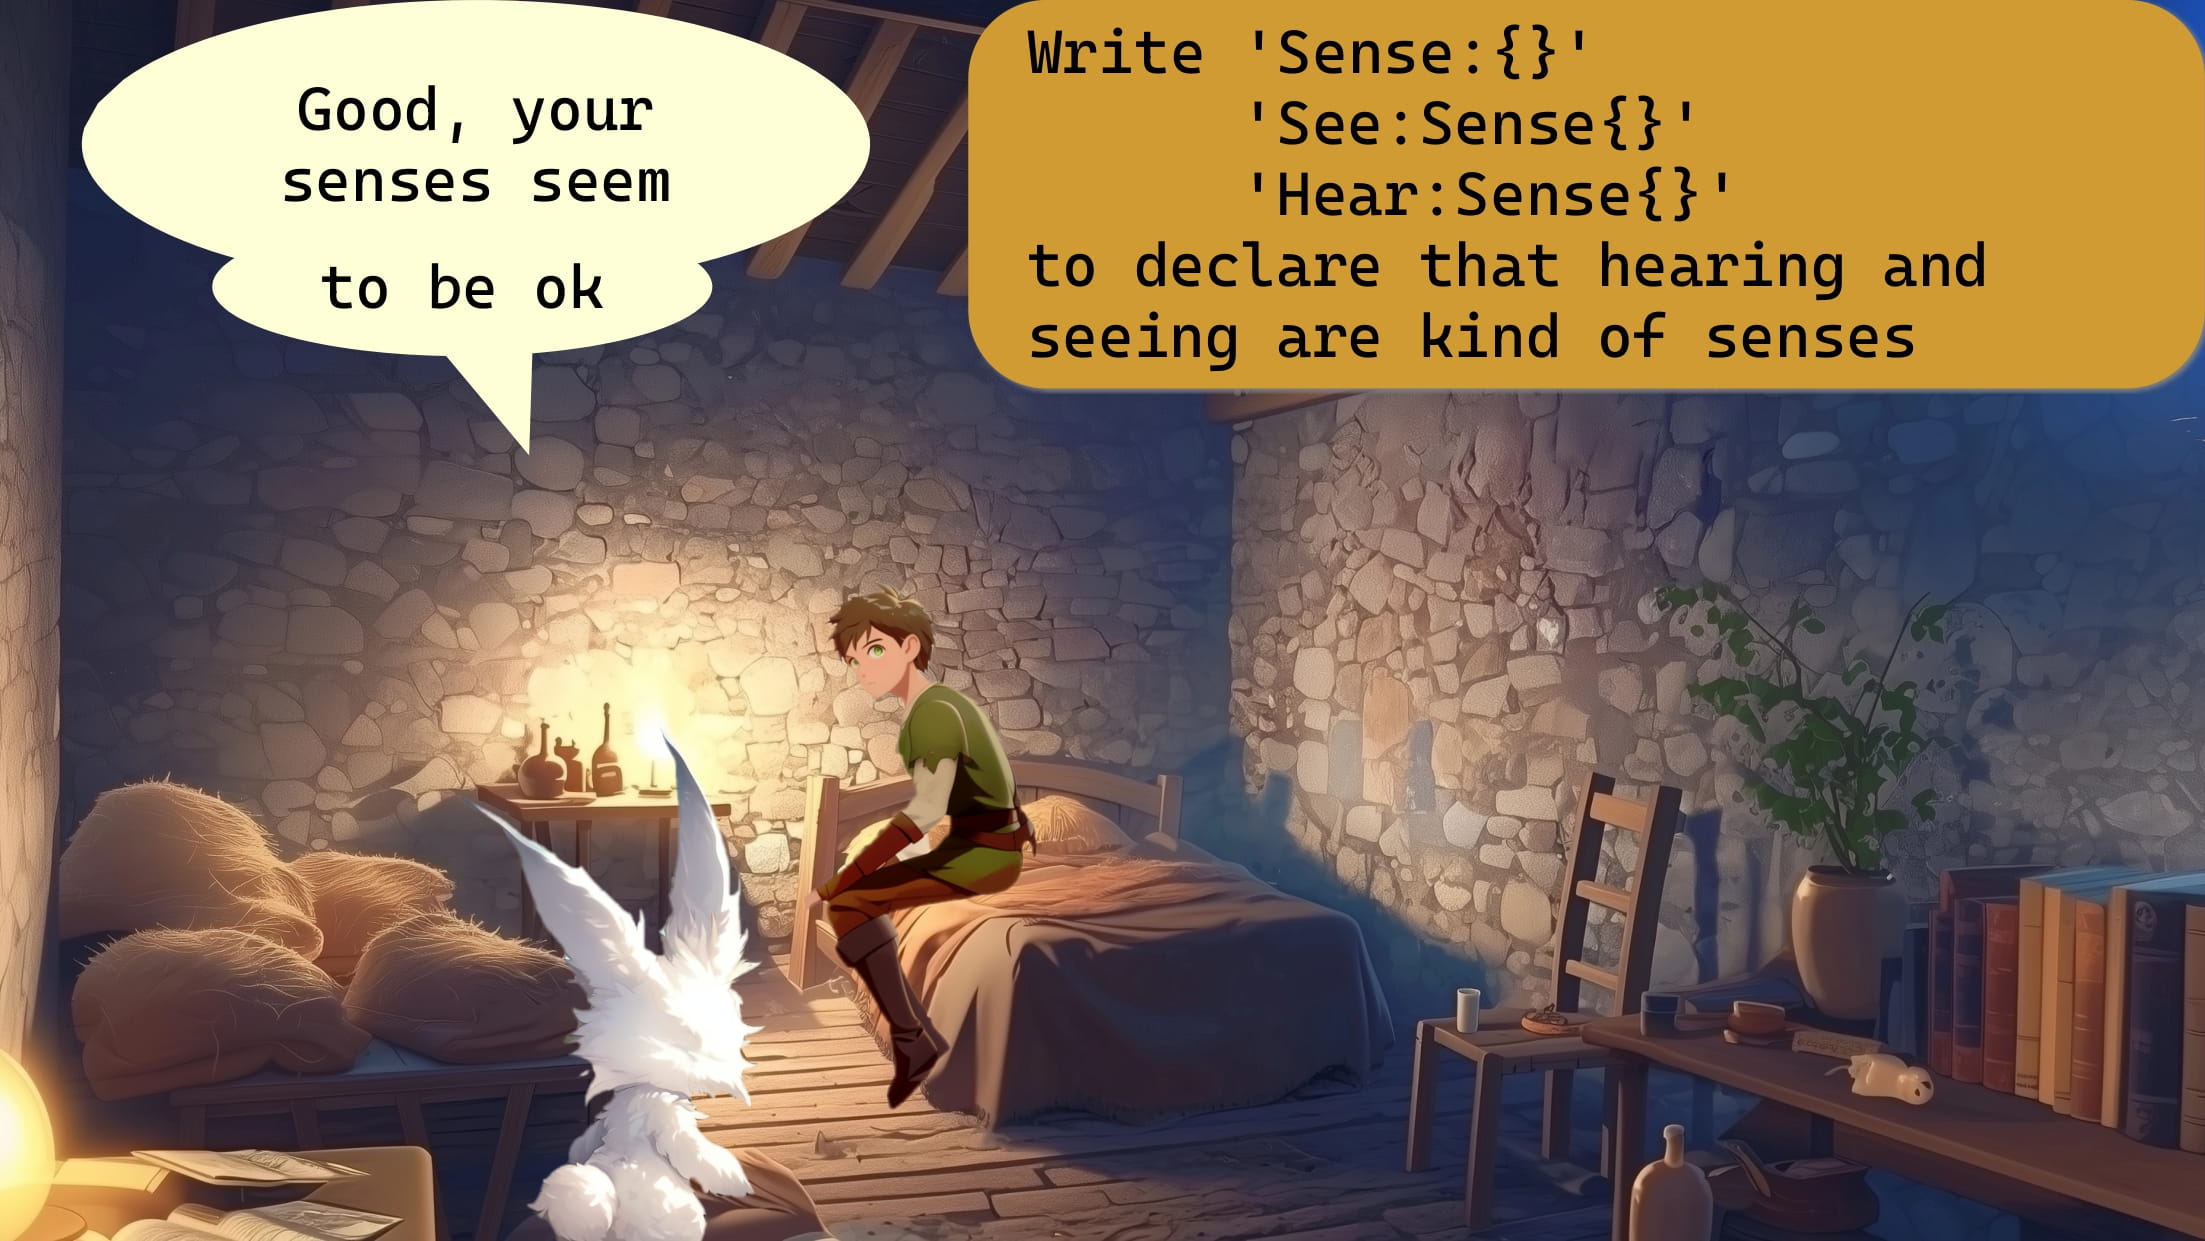 Good, your
senses seem
to be ok
Write 'Sense:{}'
'See:Sense{}'
'Hear:Sense{}'
to declare that hearing and
seeing are kind of senses